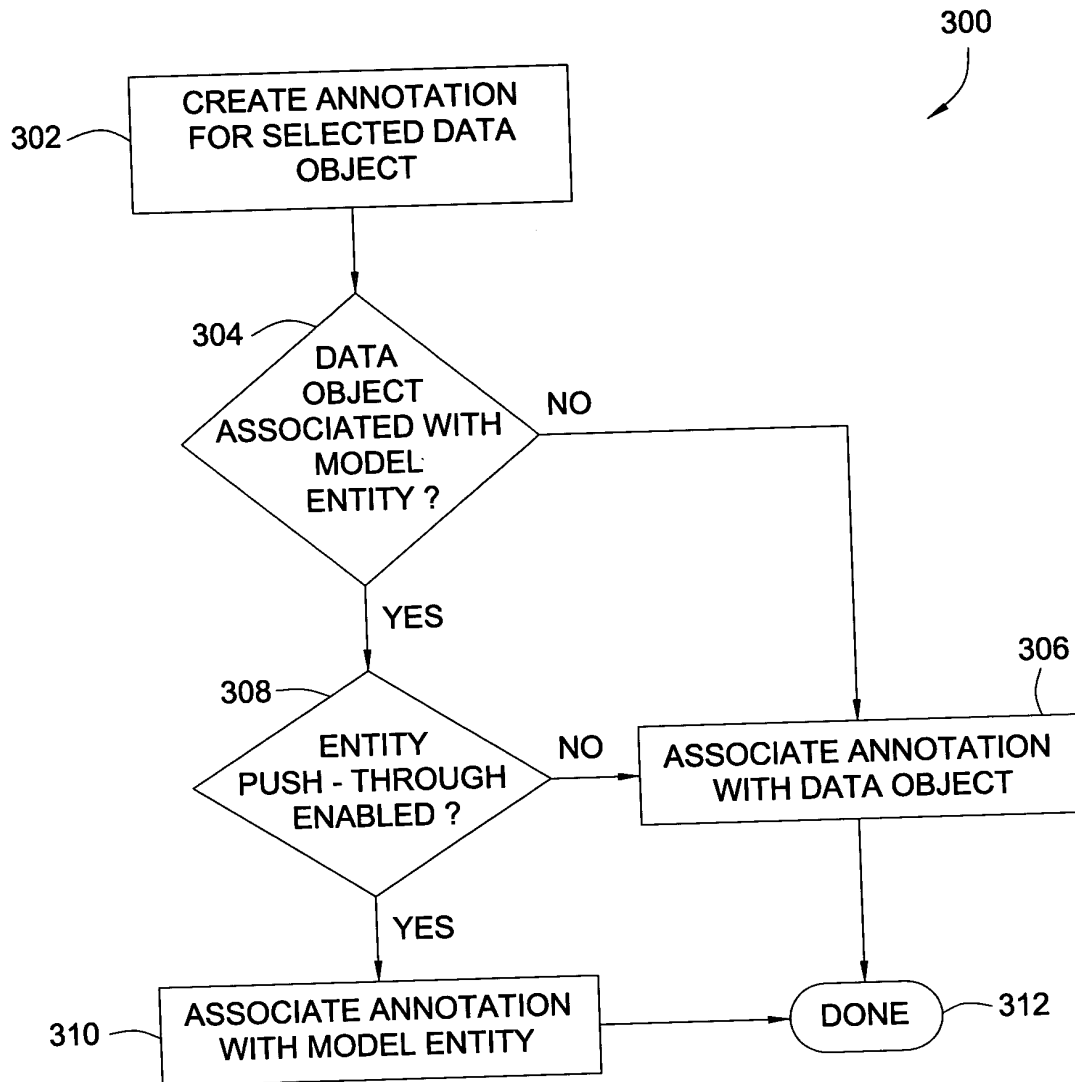 300
302
CREATE ANNOTATION
FOR SELECTED DATA
OBJECT
304
DATA
OBJECT
ASSOCIATED WITH
MODEL
ENTITY ?
NO
YES
306
308
ENTITY
PUSH - THROUGH
ENABLED ?
NO
ASSOCIATE ANNOTATION
WITH DATA OBJECT
YES
310
ASSOCIATE ANNOTATION
WITH MODEL ENTITY
DONE
312